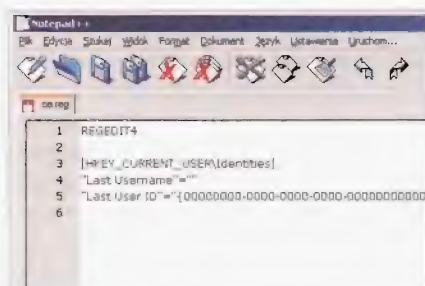 Notepad++
Plik Edycja Szukaj Widok Format Dokument Język Ustawienia Uruchom...
oe.reg
1 REGEDIT4
2
3 [HKEY_CURRENT_USER\Identities]
4 "Last Username"=""
5 "Last User ID"="{00000000-0000-0000-0000-00000000000
6